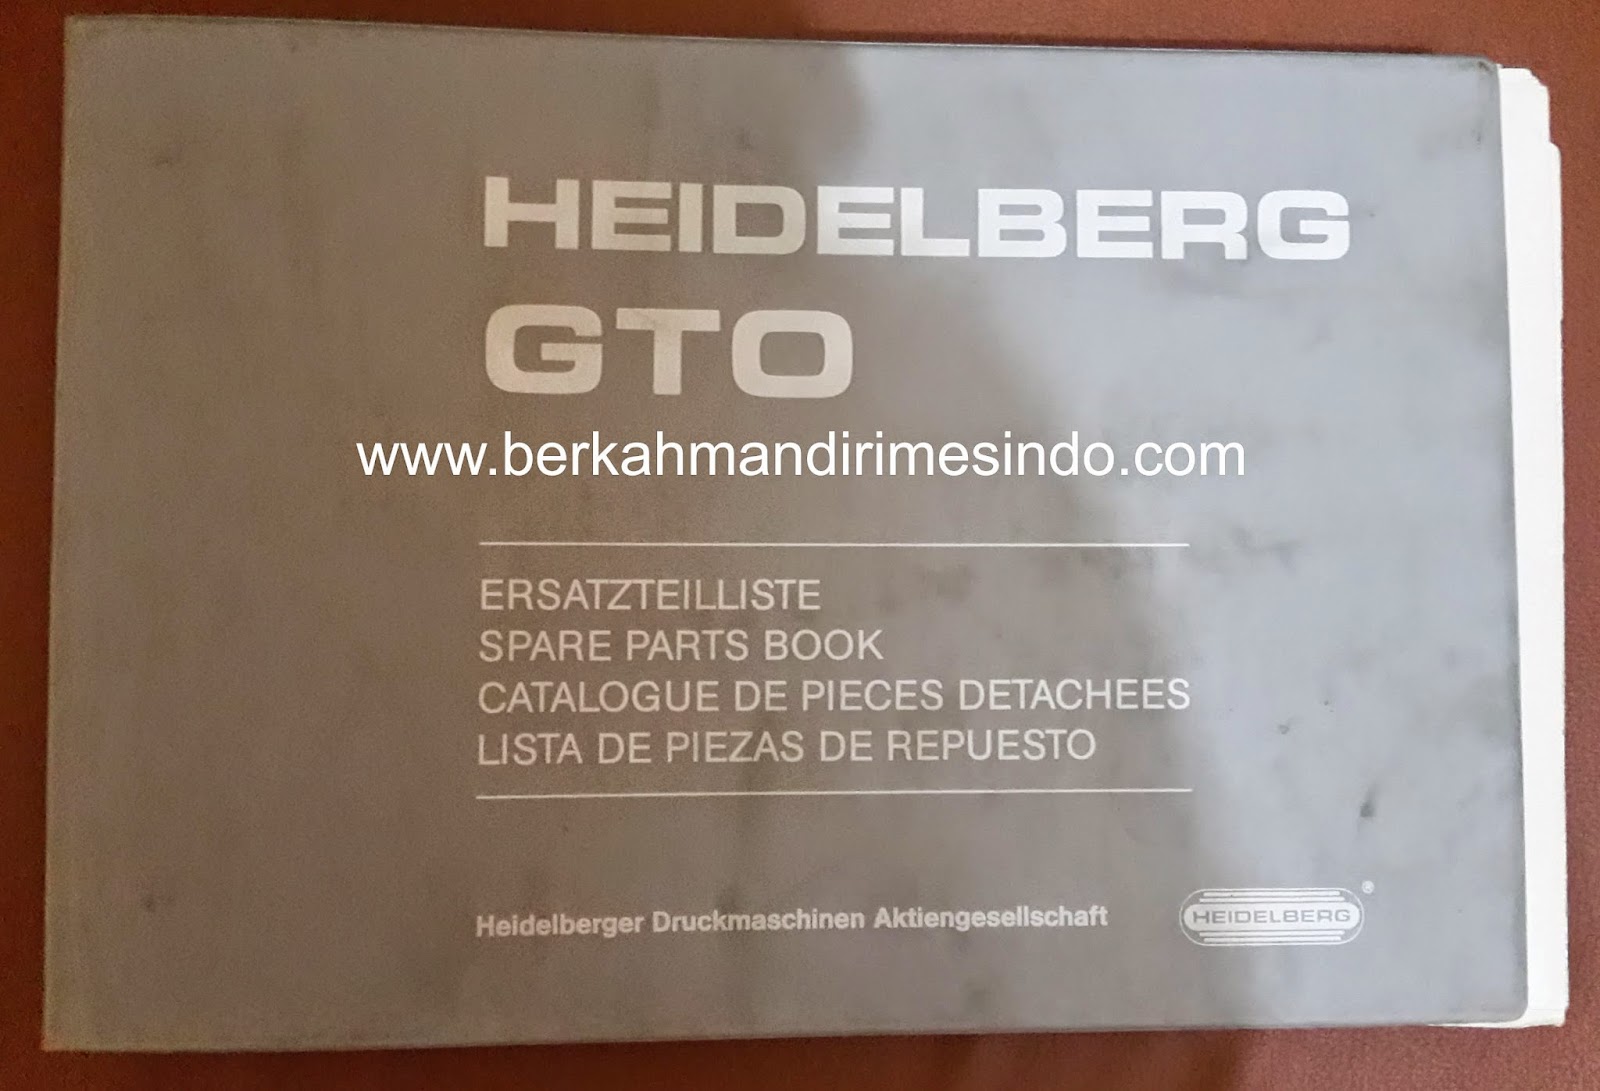 HEIDELBERG
GTO
www.berkahmandirimesindo.com
ERSATZTEILLISTE
SPARE PARTS BOOK
CATALOGUE DE PIECES DETACHEES
LISTA DE PIEZAS DE REPUESTO
Heidelberger Druckmaschinen Aktiengesellschaft
HEIDELBERG ®